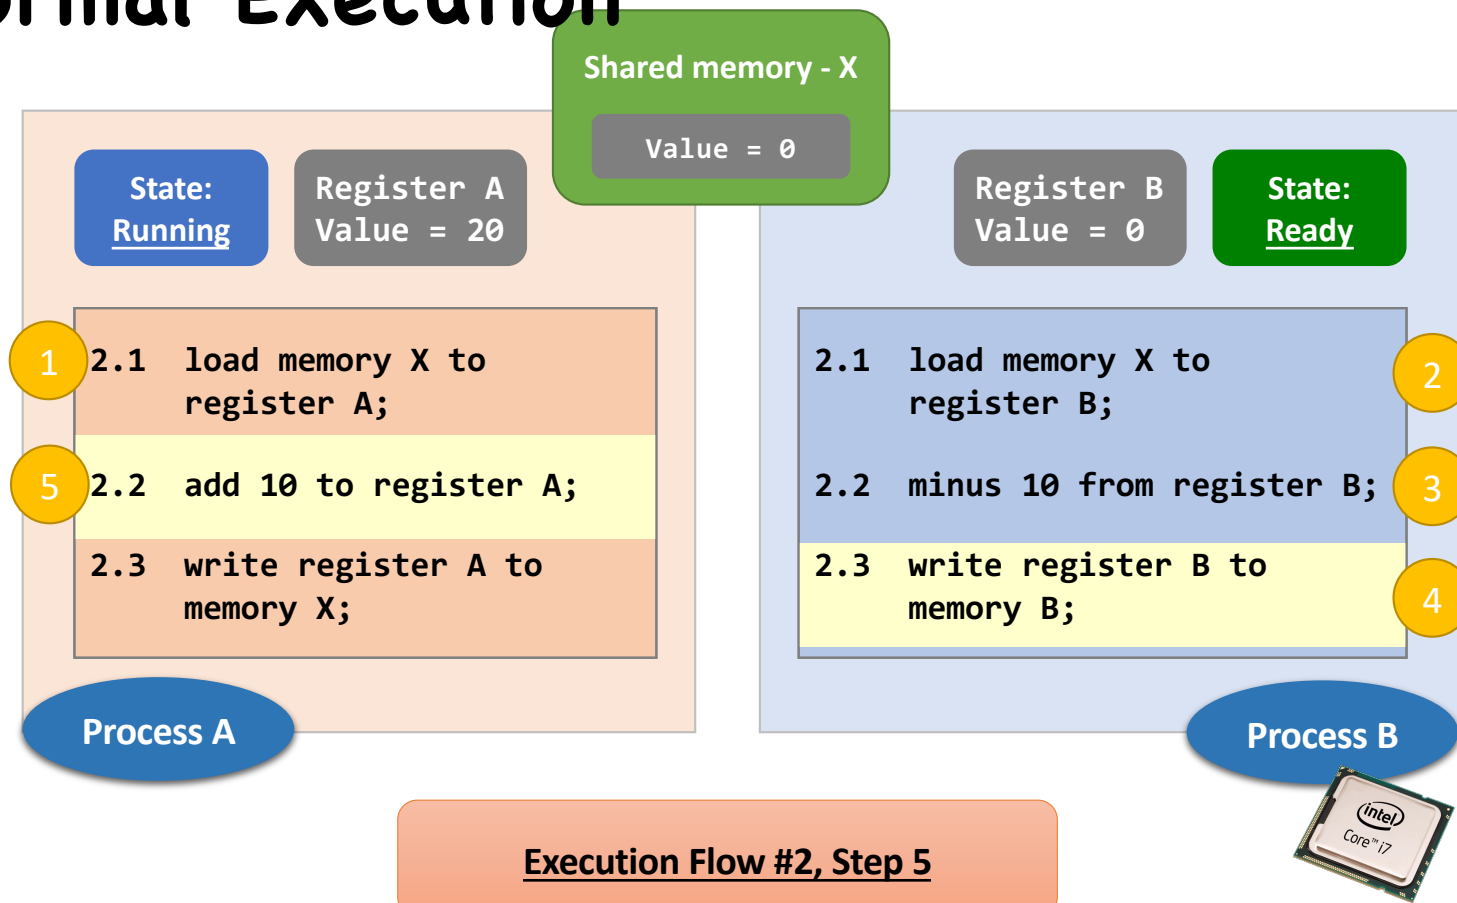 ormal Execution
Shared memory - X
Value = 0
State:
Running
Register A
Value = 20
Register B
Value = 0
State:
Ready
1
2.1 load memory X to
register A;
5
2.2 add 10 to register A;
2.3 write register A to
memory X;
2.1 load memory X to
register B;
2
2.2 minus 10 from register B;
3
2.3 write register B to
memory B;
4
Process A
Process B
intel
Core™ i7
Execution Flow #2, Step 5